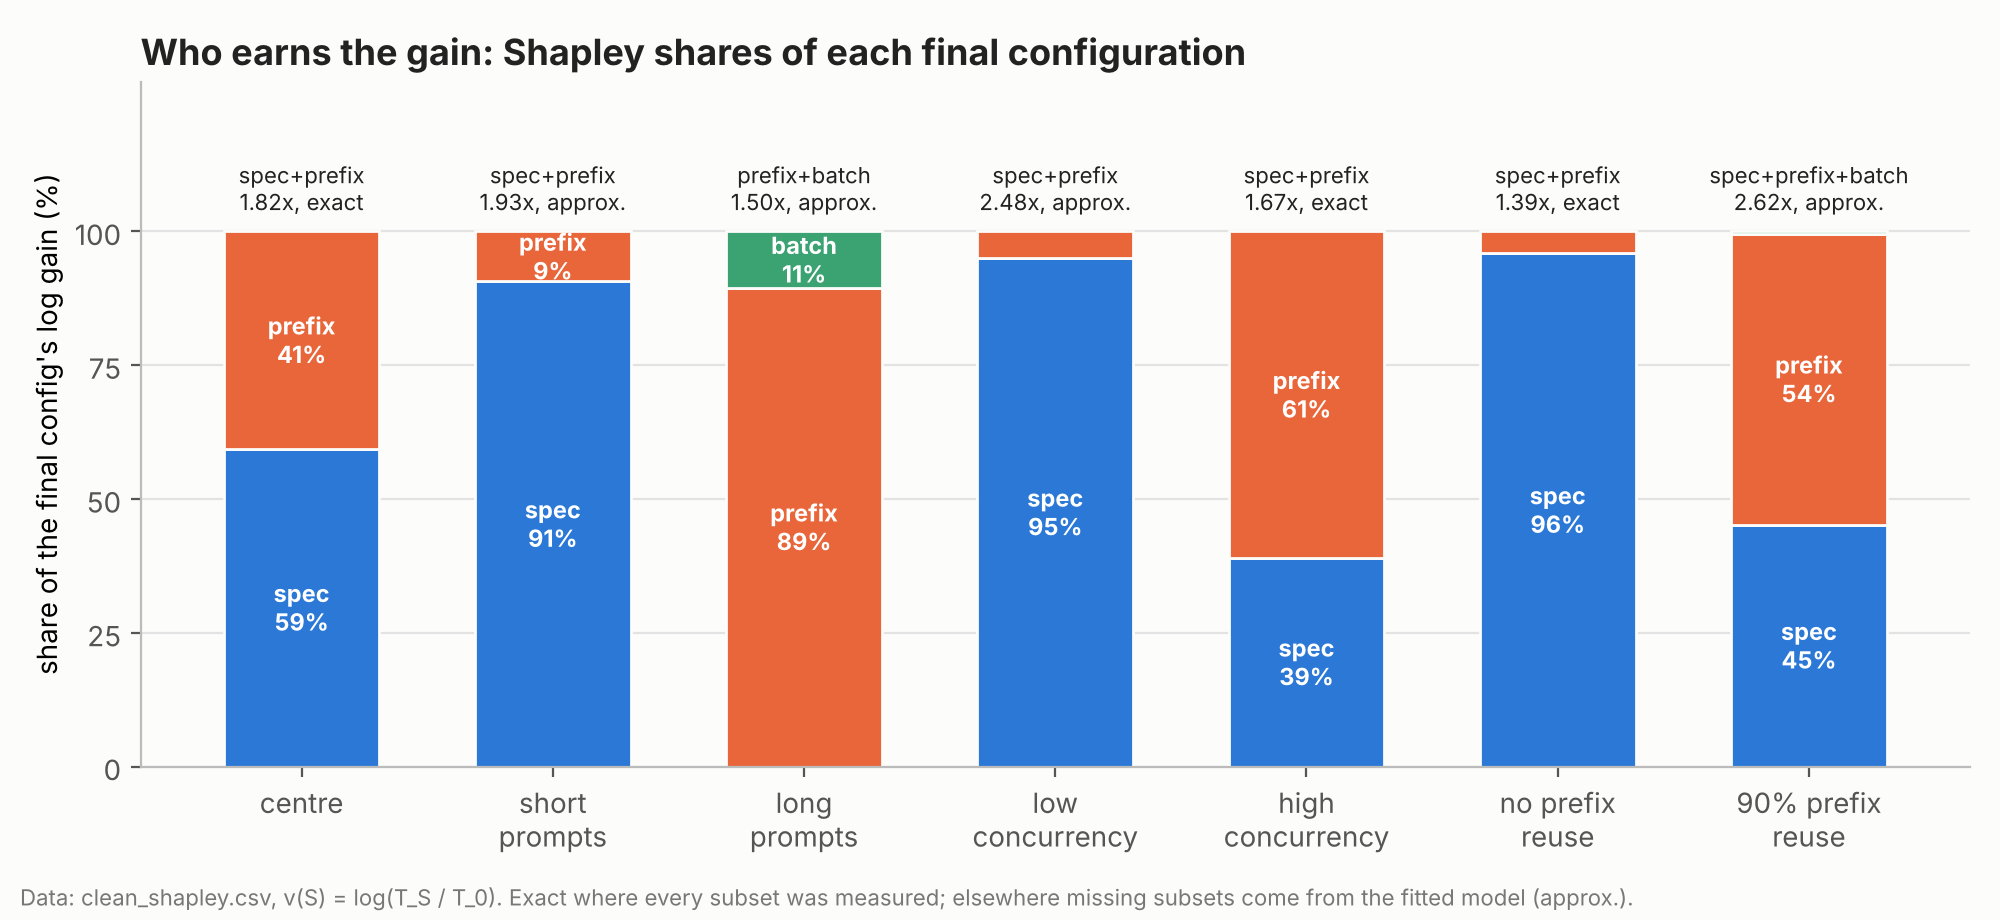 Who earns the gain: Shapley shares of each final configuration
share of the final config's log gain (%)
100
75
50
25
0
spec+prefix
1.82x, exact
prefix
41%
spec
59%
centre
spec+prefix
1.93x, approx.
prefix
9%
spec
91%
short
prompts
prefix+batch
1.50x, approx.
batch
11%
prefix
89%
long
prompts
spec+prefix
2.48x, approx.
spec
95%
low
concurrency
spec+prefix
1.67x, exact
prefix
61%
spec
39%
high
concurrency
spec+prefix
1.39x, exact
spec
96%
no prefix
reuse
spec+prefix+batch
2.62x, approx.
prefix
54%
spec
45%
90% prefix
reuse
Data: clean_shapley.csv, v(S) = log(T_S / T_0). Exact where every subset was measured; elsewhere missing subsets come from the fitted model (approx.).